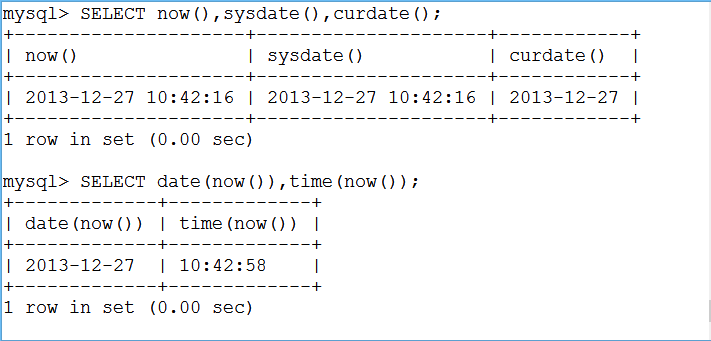 mysql> SELECT now(),sysdate(),curdate();
+---------------------+---------------------+------------+
| now()               | sysdate()           | curdate()  |
+---------------------+---------------------+------------+
| 2013-12-27 10:42:16 | 2013-12-27 10:42:16 | 2013-12-27 |
+---------------------+---------------------+------------+
1 row in set (0.00 sec)
mysql> SELECT date(now()),time(now());
+-------------+-------------+
| date(now()) | time(now()) |
+-------------+-------------+
| 2013-12-27  | 10:42:58    |
+-------------+-------------+
1 row in set (0.00 sec)